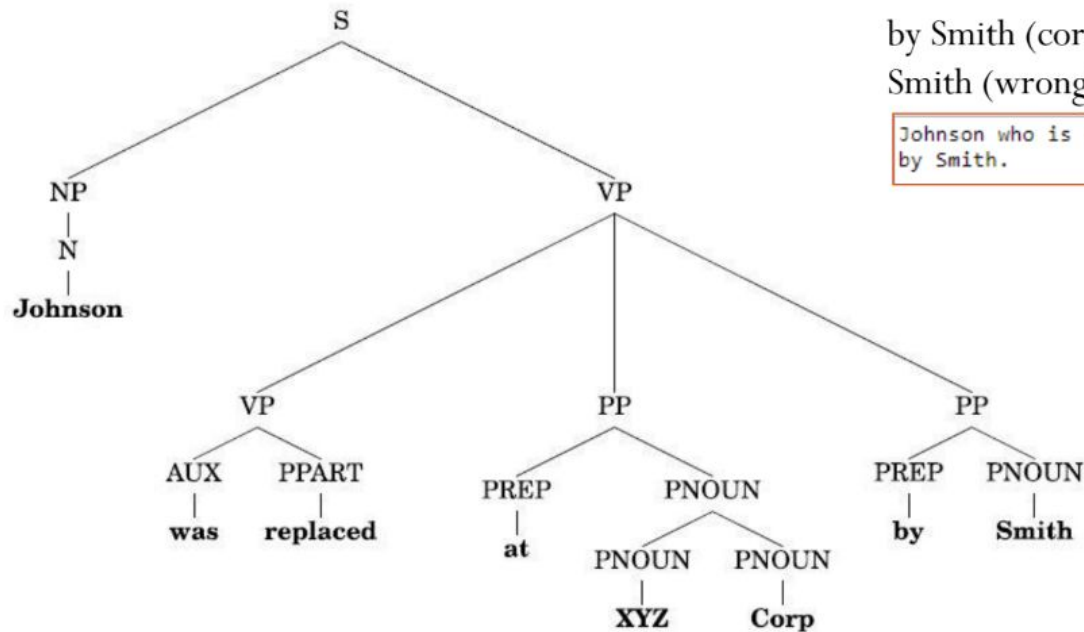 S
by Smith (cor
Smith (wrong
Johnson who is
by Smith.
NP VP
N
Johnson
VP PP PP
AUX PPART PREP PNOUN PREP PNOUN
was replaced at by Smith
PNOUN PNOUN
XYZ Corp